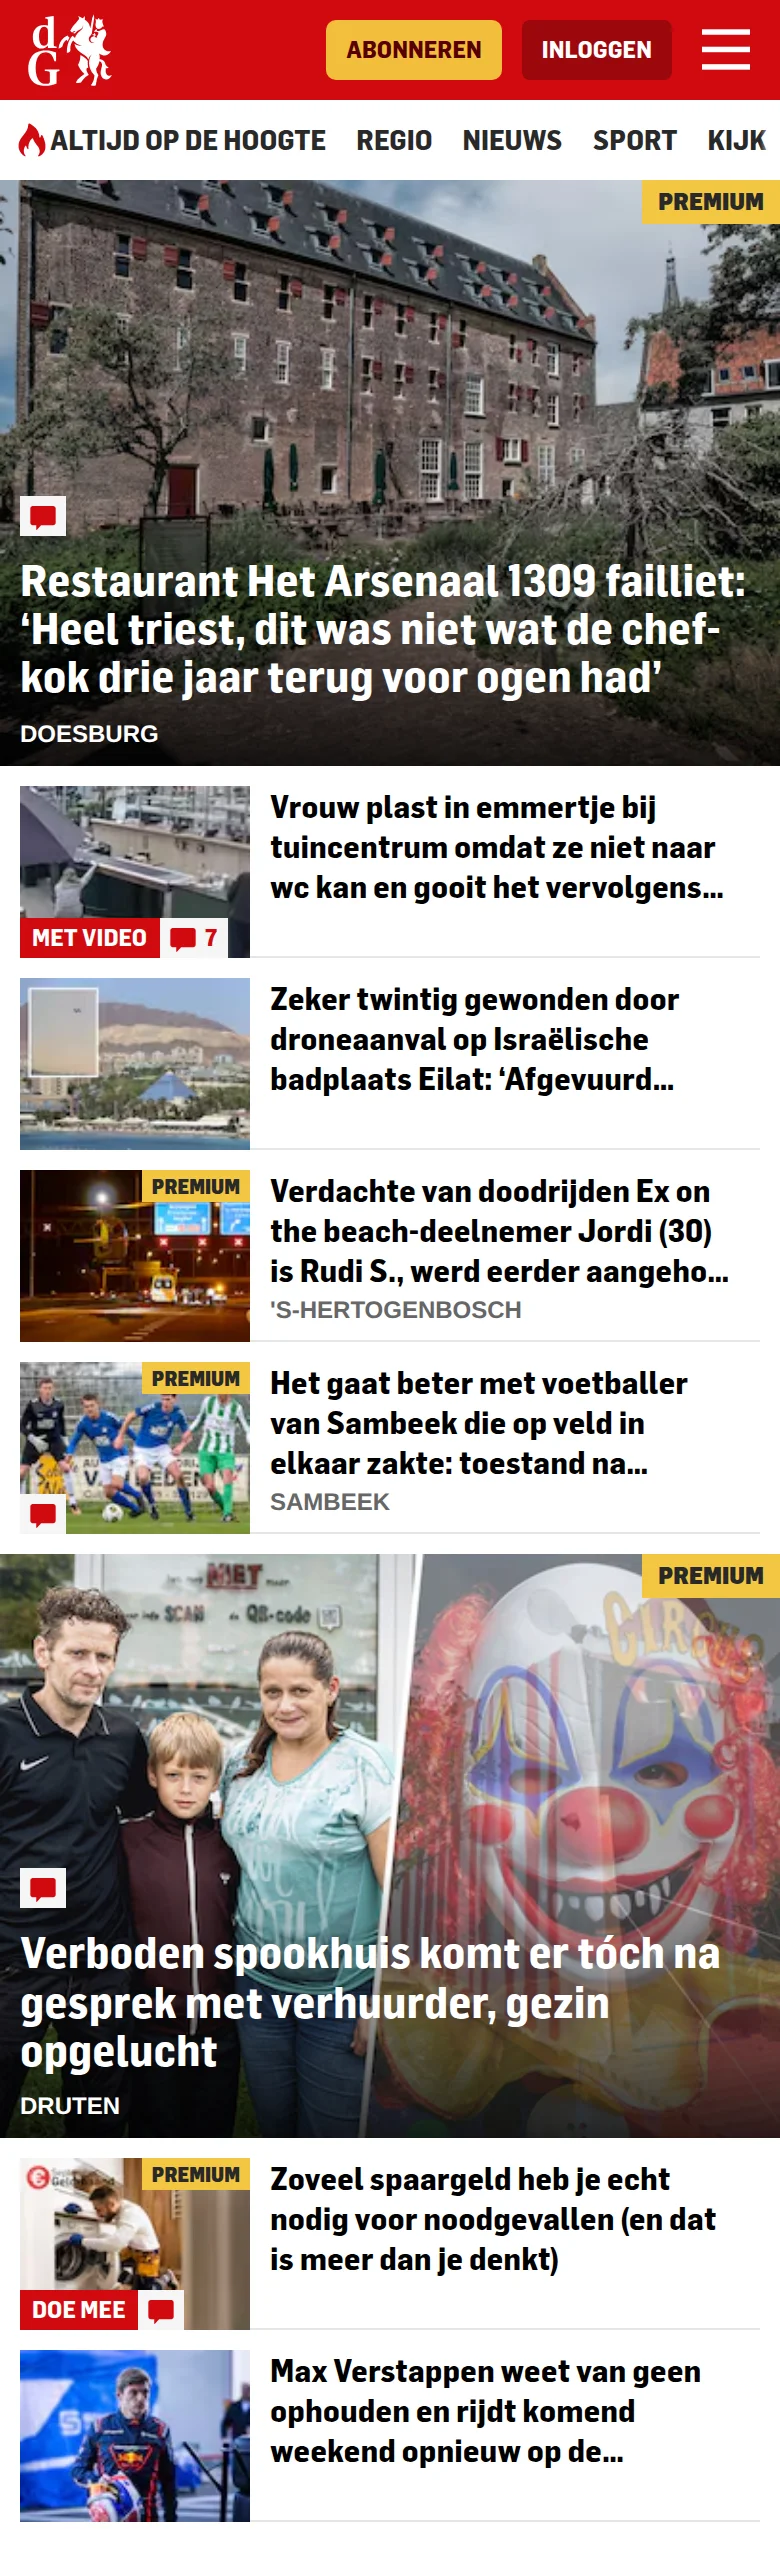 dG
ABONNEREN
INLOGGEN
ALTIJD OP DE HOOGTE
REGIO
NIEUWS
SPORT
KIJK
PREMIUM
Restaurant Het Arsenaal 1309 failliet:
‘Heel triest, dit was niet wat de chef-
kok drie jaar terug voor ogen had’
DOESBURG
Vrouw plast in emmertje bij
tuincentrum omdat ze niet naar
wc kan en gooit het vervolgens...
MET VIDEO
7
Zeker twintig gewonden door
droneaanval op Israëlische
badplaats Eilat: ‘Afgevuurd...
PREMIUM
Verdachte van doodrijden Ex on
the beach-deelnemer Jordi (30)
is Rudi S., werd eerder aangeho...
'S-HERTOGENBOSCH
PREMIUM
Het gaat beter met voetballer
van Sambeek die op veld in
elkaar zakte: toestand na...
SAMBEEK
PREMIUM
MET
SCAN de QR-code
CIRCUS
Verboden spookhuis komt er tóch na
gesprek met verhuurder, gezin
opgelucht
DRUTEN
PREMIUM
Zoveel spaargeld heb je echt
nodig voor noodgevallen (en dat
is meer dan je denkt)
DOE MEE
Max Verstappen weet van geen
ophouden en rijdt komend
weekend opnieuw op de...